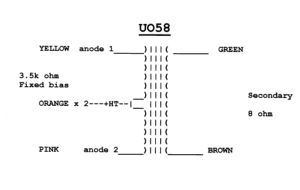 UO58
YELLOW anode 1 GREEN
3.5k ohm
Fixed bias
ORANGE x 2---+HT--|
Secondary
8 ohm
PINK anode 2 BROWN